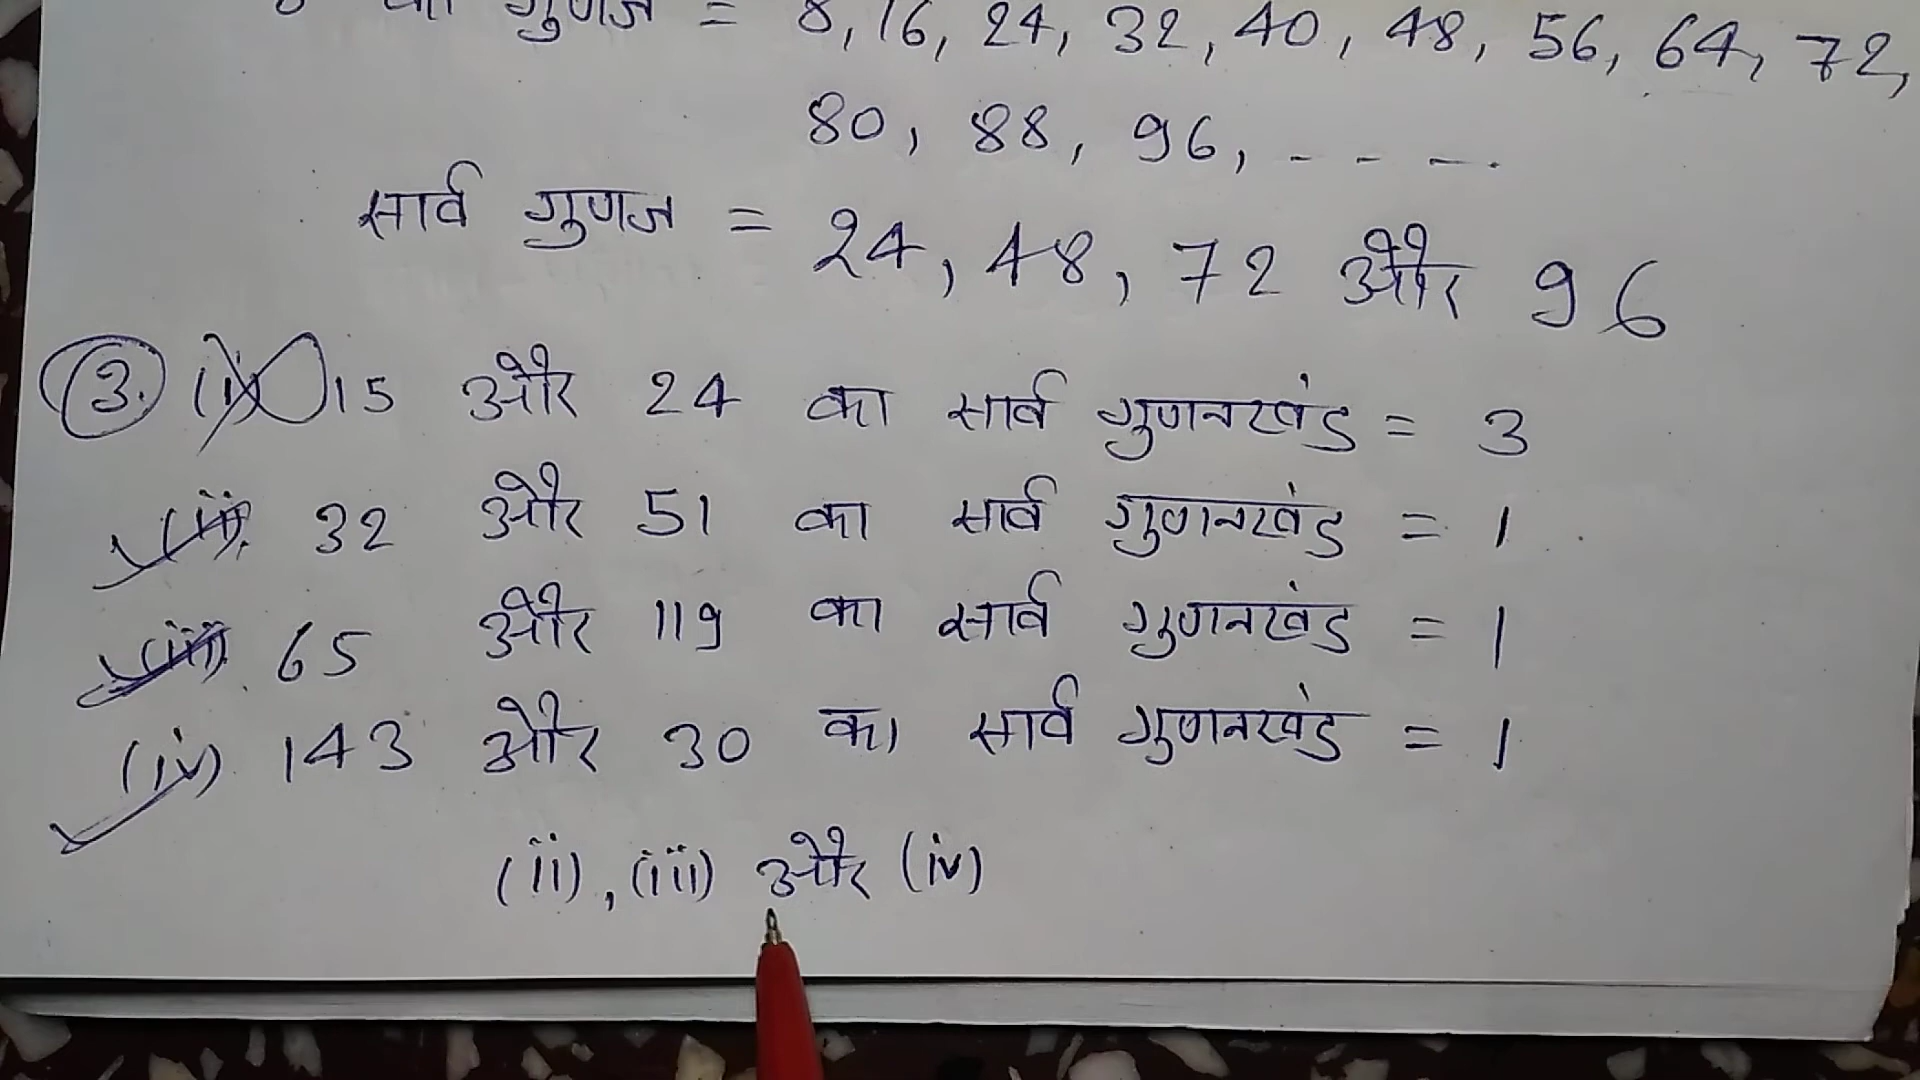 का गुणज = 8, 16, 24, 32, 40, 48, 56, 64, 72,
80, 88, 96, - - -.
सार्व गुणज = 24, 48, 72 और 96
3. (i) 15 और 24 का सार्व गुणनखंड = 3
(ii). 32 और 51 का सार्व गुणनखंड = 1
(iii). 65 और 119 का सार्व गुणनखंड = 1
(iv) 143 और 30 का सार्व गुणनखंड = 1
(ii), (iii) और (iv)